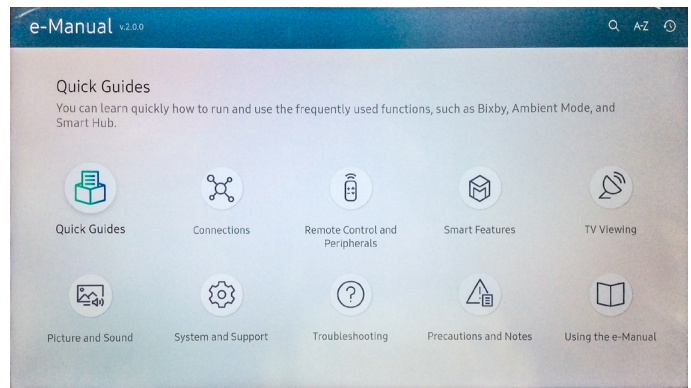 e-Manual v.2.0.0
A-Z
Quick Guides
You can learn quickly how to run and use the frequently used functions, such as Bixby, Ambient Mode, and
Smart Hub.
Quick Guides
Connections
Remote Control and
Peripherals
Smart Features
TV Viewing
Picture and Sound
System and Support
Troubleshooting
Precautions and Notes
Using the e-Manual